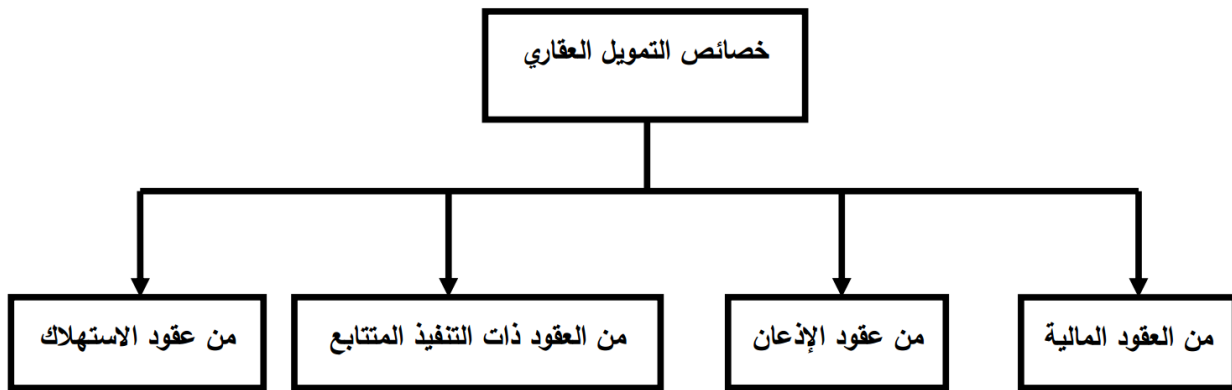 خصائص التمويل العقاري
من العقود المالية
من عقود الإذعان
من العقود ذات التنفيذ المتتابع
من عقود الاستهلاك